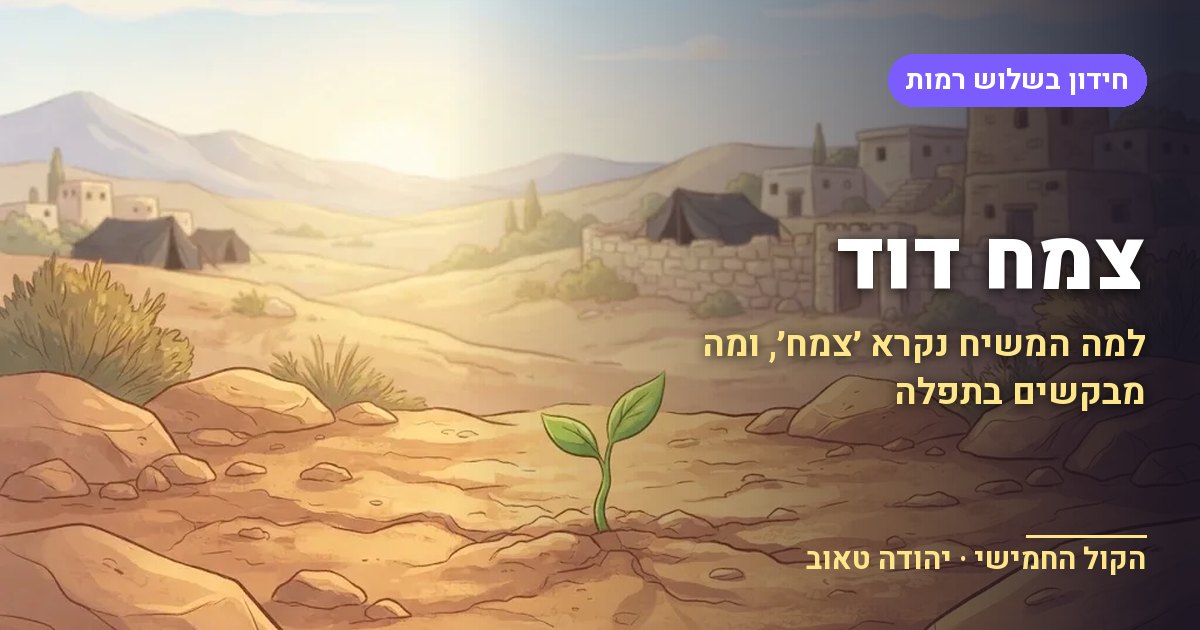 חידון בשלוש רמות
צמח דוד
למה המשיח נקרא ׳צמח׳, ומה
מבקשים בתפלה
הקול החמישי · יהודה טאוב